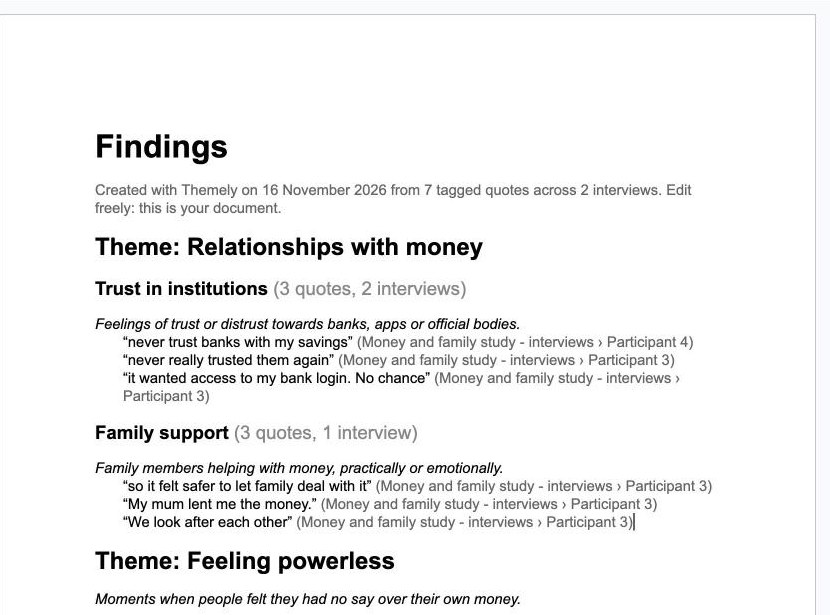 Findings
Created with Themely on 16 November 2026 from 7 tagged quotes across 2 interviews. Edit
freely: this is your document.
Theme: Relationships with money
Trust in institutions (3 quotes, 2 interviews)
Feelings of trust or distrust towards banks, apps or official bodies.
“never trust banks with my savings” (Money and family study - interviews › Participant 4)
“never really trusted them again” (Money and family study - interviews › Participant 3)
“it wanted access to my bank login. No chance” (Money and family study - interviews ›
Participant 3)
Family support (3 quotes, 1 interview)
Family members helping with money, practically or emotionally.
“so it felt safer to let family deal with it” (Money and family study - interviews › Participant 3)
“My mum lent me the money.” (Money and family study - interviews › Participant 3)
“We look after each other” (Money and family study - interviews › Participant 3)
Theme: Feeling powerless
Moments when people felt they had no say over their own money.